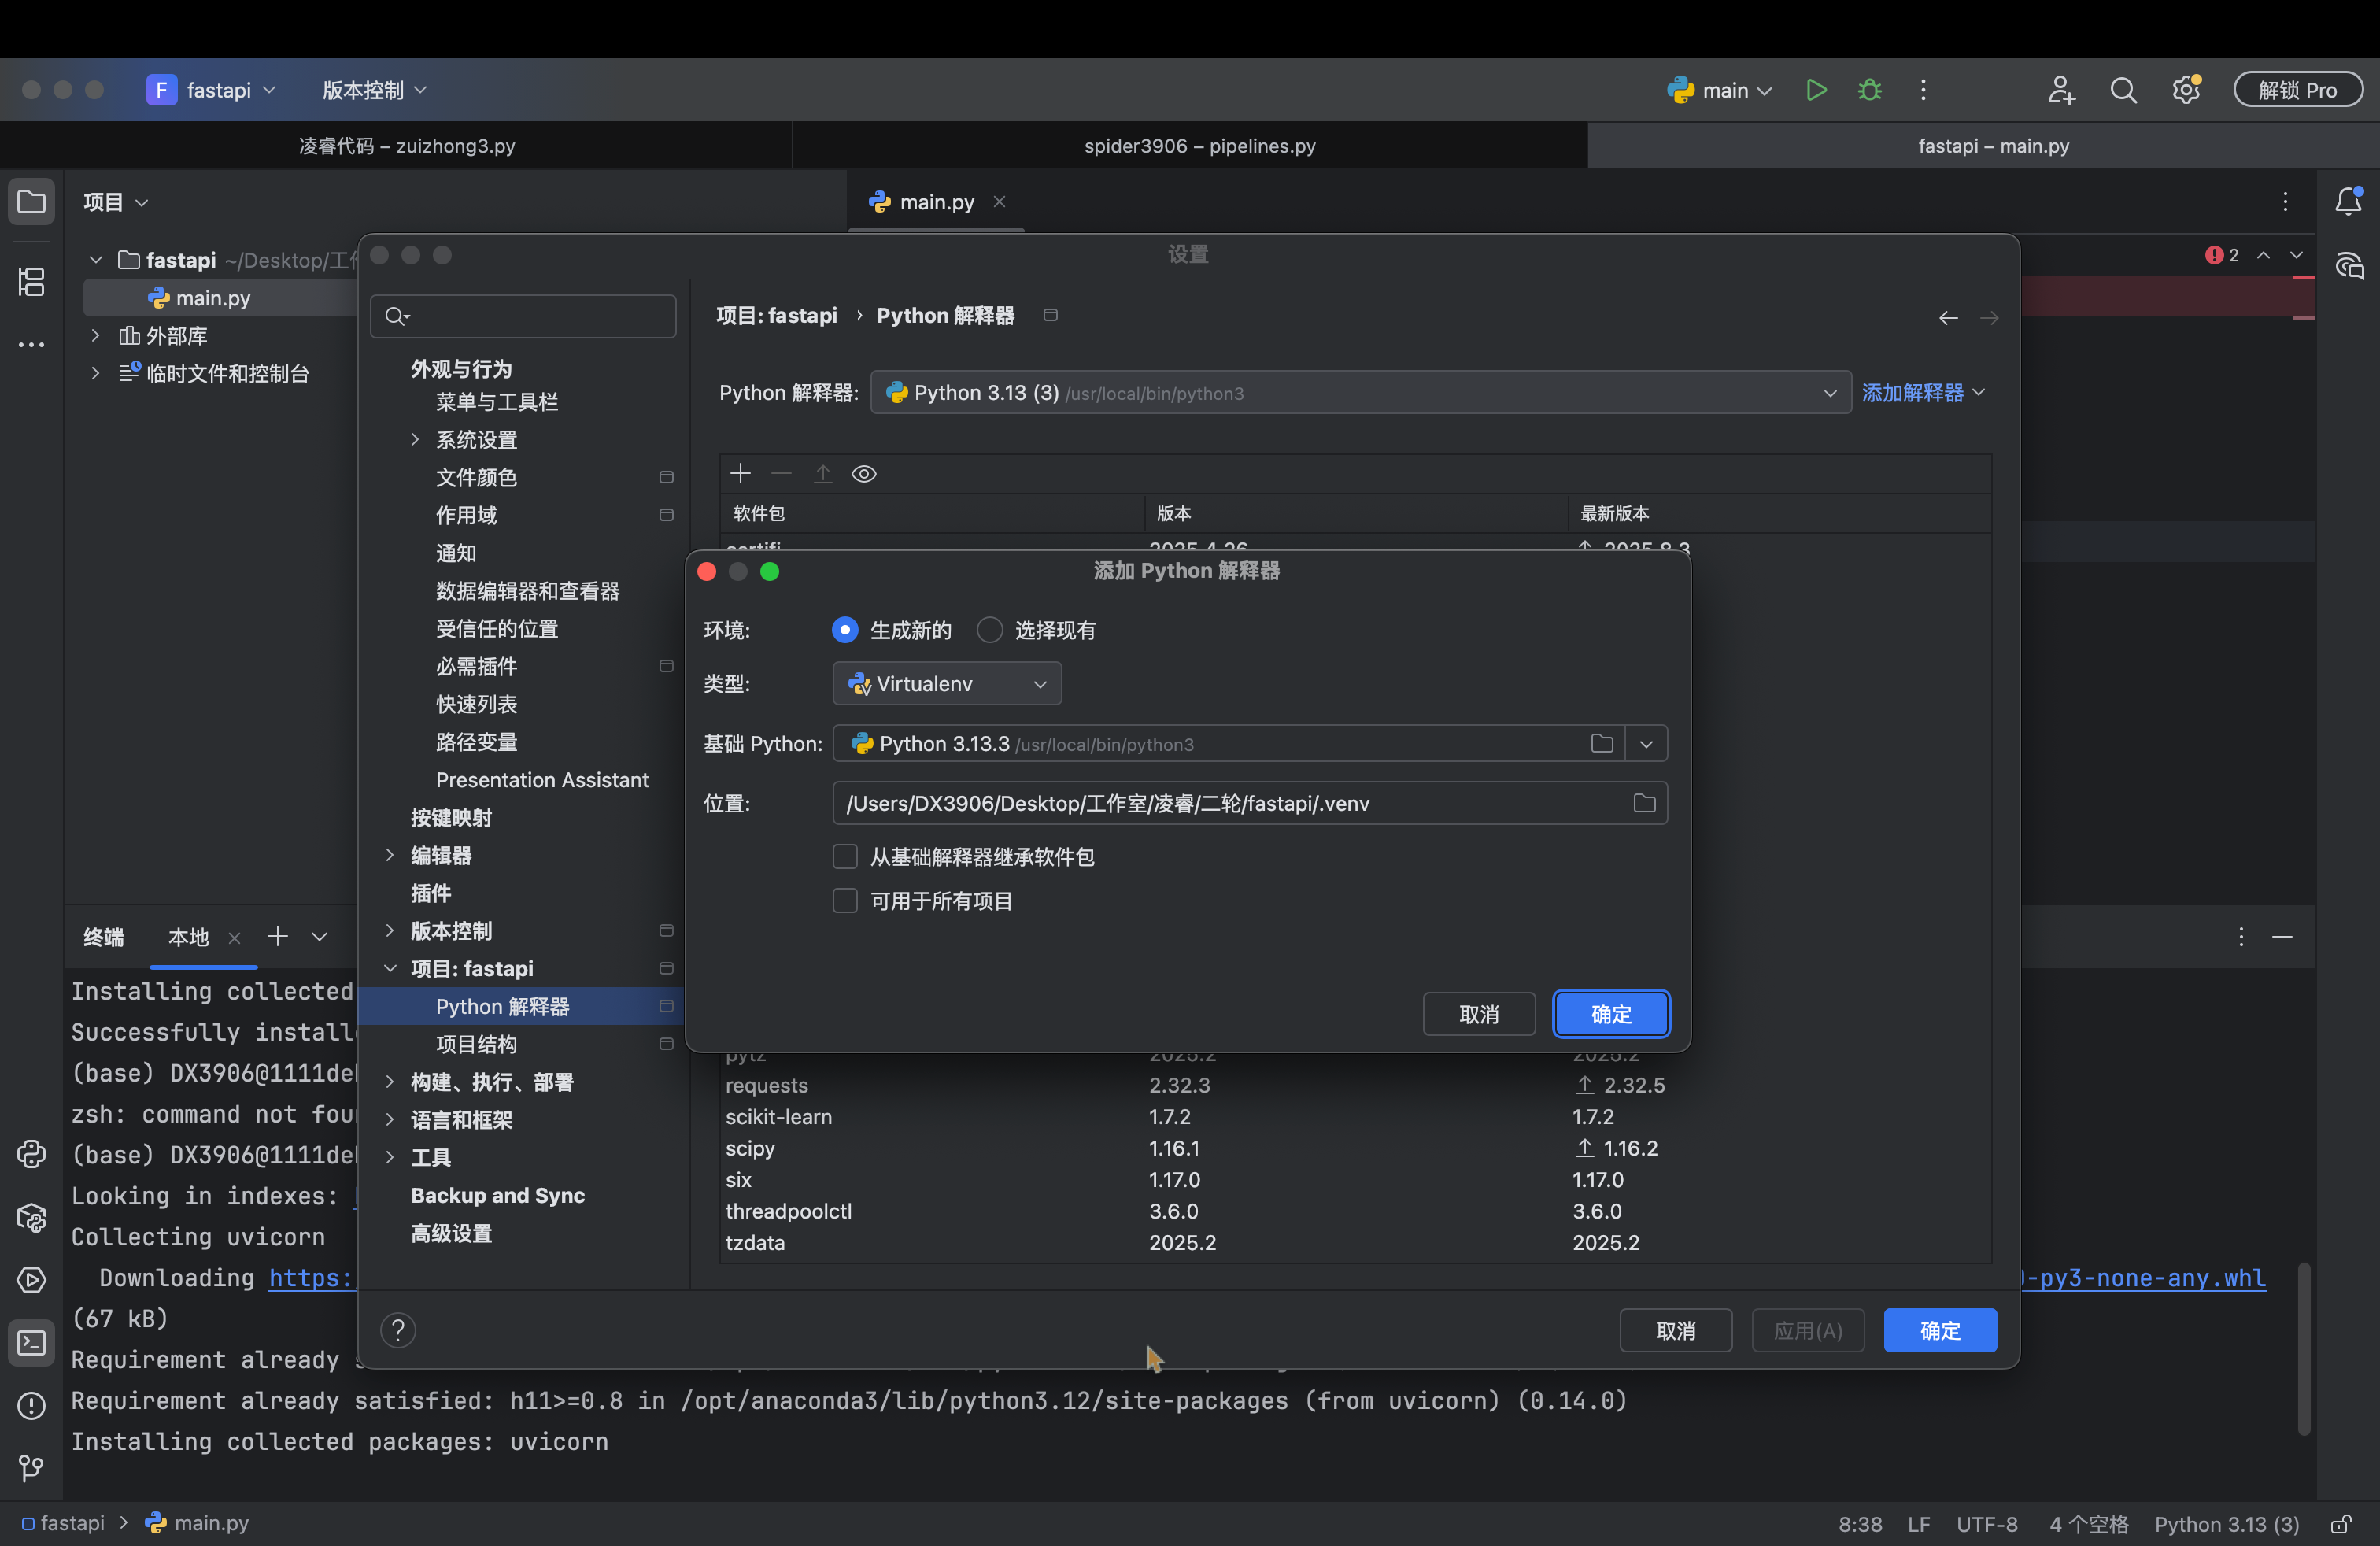 F fastapi 版本控制 main 解锁 Pro
凌睿代码 – zuizhong3.py spider3906 – pipelines.py fastapi – main.py
项目 main.py
fastapi ~/Desktop/工
main.py
外部库
临时文件和控制台
2
设置
外观与行为
菜单与工具栏
系统设置
文件颜色
作用域
通知
数据编辑器和查看器
受信任的位置
必需插件
快速列表
路径变量
Presentation Assistant
按键映射
编辑器
插件
版本控制
项目: fastapi
Python 解释器
项目结构
构建、执行、部署
语言和框架
工具
Backup and Sync
高级设置
项目: fastapi › Python 解释器
Python 解释器: Python 3.13 (3) /usr/local/bin/python3 添加解释器
软件包 版本 最新版本
certifi 2025.4.26 2025.8.3
添加 Python 解释器
环境: 生成新的 选择现有
类型: Virtualenv
基础 Python: Python 3.13.3 /usr/local/bin/python3
位置: /Users/DX3906/Desktop/工作室/凌睿/二轮/fastapi/.venv
从基础解释器继承软件包
可用于所有项目
取消 确定
pytz 2025.2 2025.2
requests 2.32.3 2.32.5
scikit-learn 1.7.2 1.7.2
scipy 1.16.1 1.16.2
six 1.17.0 1.17.0
threadpoolctl 3.6.0 3.6.0
tzdata 2025.2 2025.2
? 取消 应用(A) 确定
终端 本地
Installing collected
Successfully install
(base) DX3906@1111de
zsh: command not fou
(base) DX3906@1111de
Looking in indexes:
Collecting uvicorn
Downloading https: -py3-none-any.whl
(67 kB)
Requirement already
Requirement already satisfied: h11>=0.8 in /opt/anaconda3/lib/python3.12/site-packages (from uvicorn) (0.14.0)
Installing collected packages: uvicorn
fastapi > main.py 8:38 LF UTF-8 4 个空格 Python 3.13 (3)